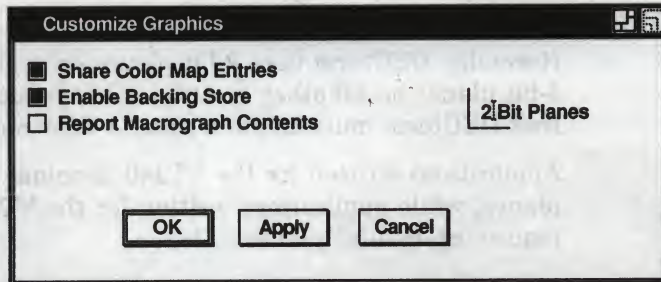 Customize Graphics
Share Color Map Entries
Enable Backing Store
Report Macrograph Contents
2 Bit Planes
OK Apply Cancel